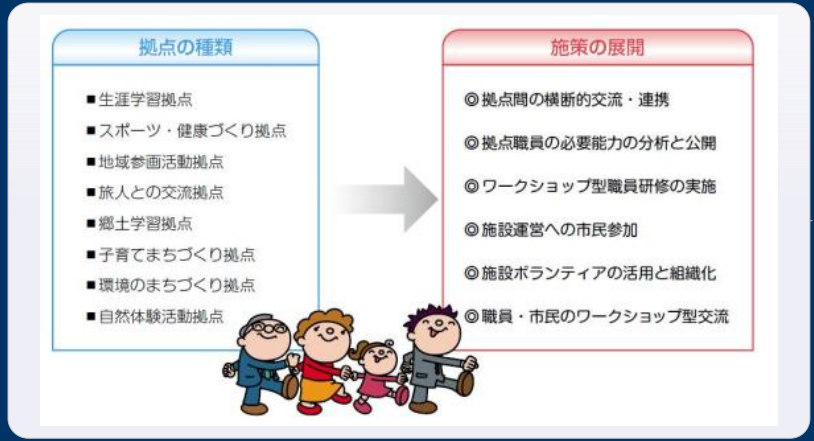 拠点の種類
■生涯学習拠点
■スポーツ・健康づくり拠点
■地域参画活動拠点
■旅人との交流拠点
■郷土学習拠点
■子育てまちづくり拠点
■環境のまちづくり拠点
■自然体験活動拠点
施策の展開
◎拠点間の横断的交流・連携
◎拠点職員の必要能力の分析と公開
◎ワークショップ型職員研修の実施
◎施設運営への市民参加
◎施設ボランティアの活用と組織化
◎職員・市民のワークショップ型交流